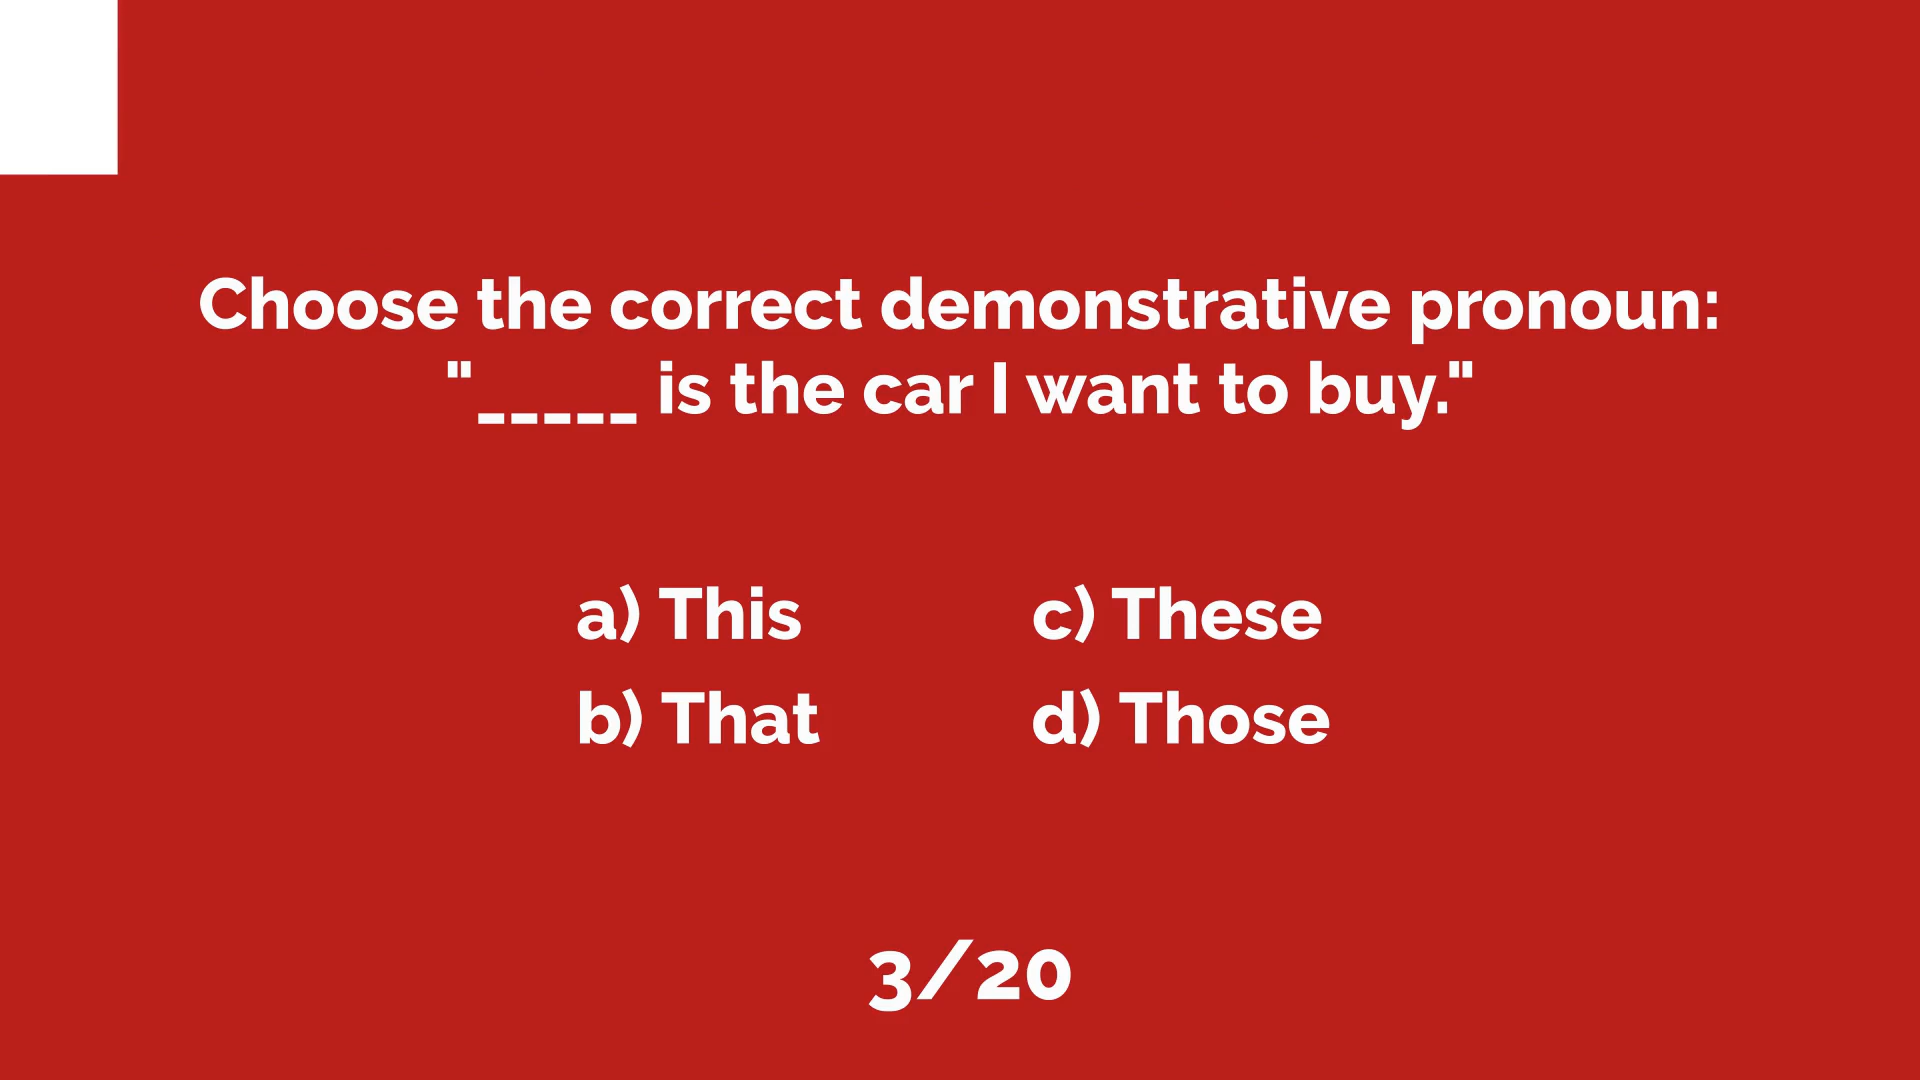 Choose the correct demonstrative pronoun:
"_____ is the car I want to buy."
a) This
b) That
c) These
d) Those
3/20